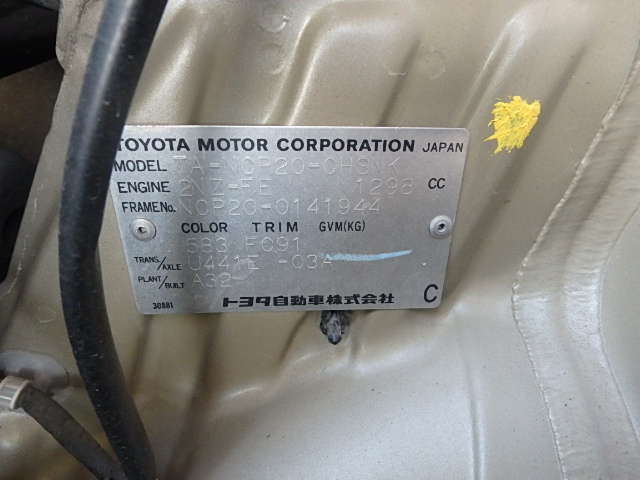 TOYOTA MOTOR CORPORATION JAPAN
MODEL TA-NCP20-CHSNK
ENGINE 2NZ-FE 1298 CC
FRAME No. NCP20-0141944
COLOR TRIM GVM(KG)
583 FQ91
TRANS./AXLE U441E -03A
PLANT/BUILT A32
30881 トヨタ自動車株式会社 C